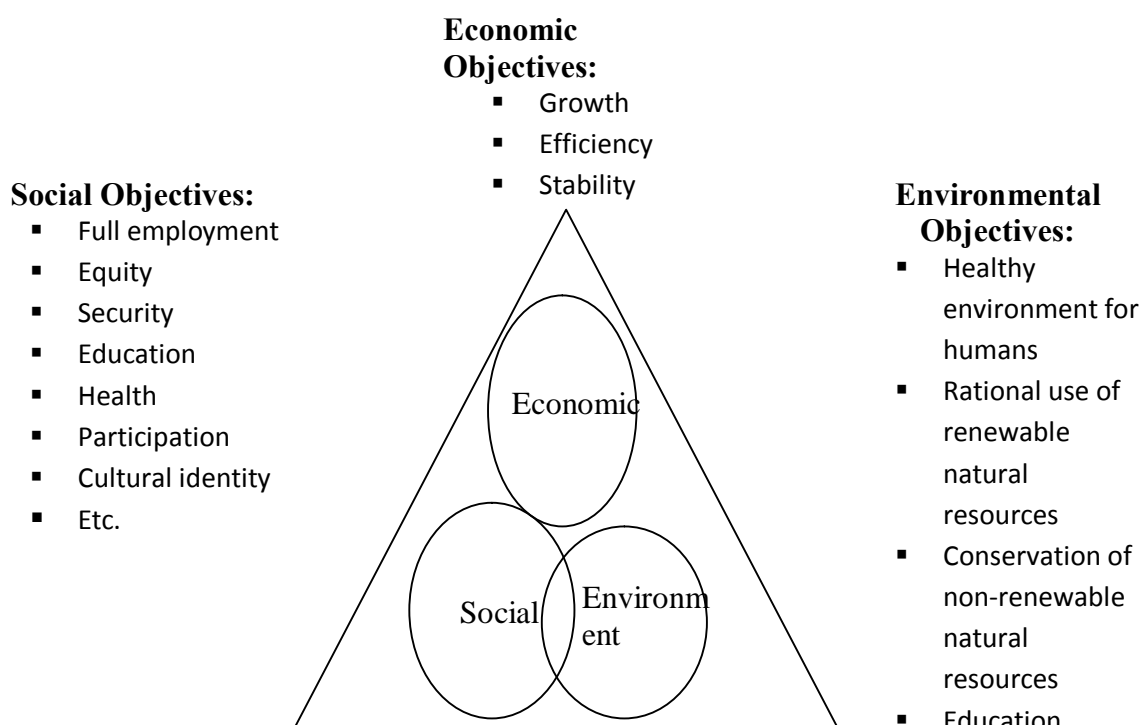 Economic
Objectives:
▪ Growth
▪ Efficiency
▪ Stability
Social Objectives:
▪ Full employment
▪ Equity
▪ Security
▪ Education
▪ Health
▪ Participation
▪ Cultural identity
▪ Etc.
Environmental
Objectives:
▪ Healthy
environment for
humans
▪ Rational use of
renewable
natural
resources
▪ Conservation of
non-renewable
natural
resources
▪ Education
Economic
Social
Environm
ent